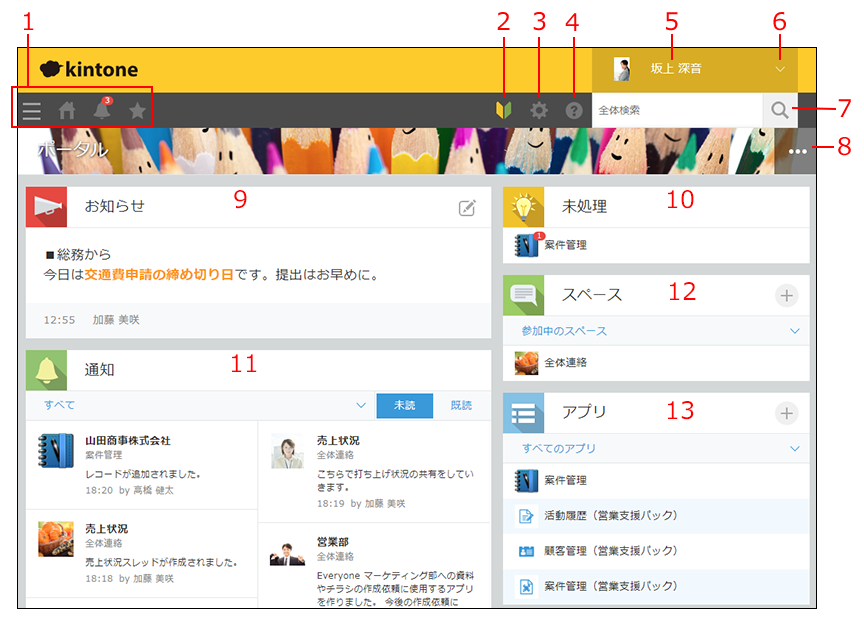 1
2
3
4
5
6
kintone
坂上 深音
3
全体検索
7
ポータル
8
お知らせ
9
■総務から
今日は交通費申請の締め切り日です。提出はお早めに。
12:55 加藤 美咲
未処理
10
1
案件管理
スペース
12
参加中のスペース
全体連絡
通知
11
すべて
未読
既読
山田商事株式会社
案件管理
レコードが追加されました。
18:20 by 高橋 健太
売上状況
全体連絡
売上状況スレッドが作成されました。
18:18 by 加藤 美咲
売上状況
全体連絡
こちらで打ち上げ状況の共有をしてい
きます。
18:19 by 加藤 美咲
営業部
全体連絡
Everyone マーケティング部への資料
やチラシの作成依頼に使用するアプリ
を作りました。 今後の作成依頼に
アプリ
13
すべてのアプリ
案件管理
活動履歴（営業支援パック）
顧客管理（営業支援パック）
案件管理（営業支援パック）